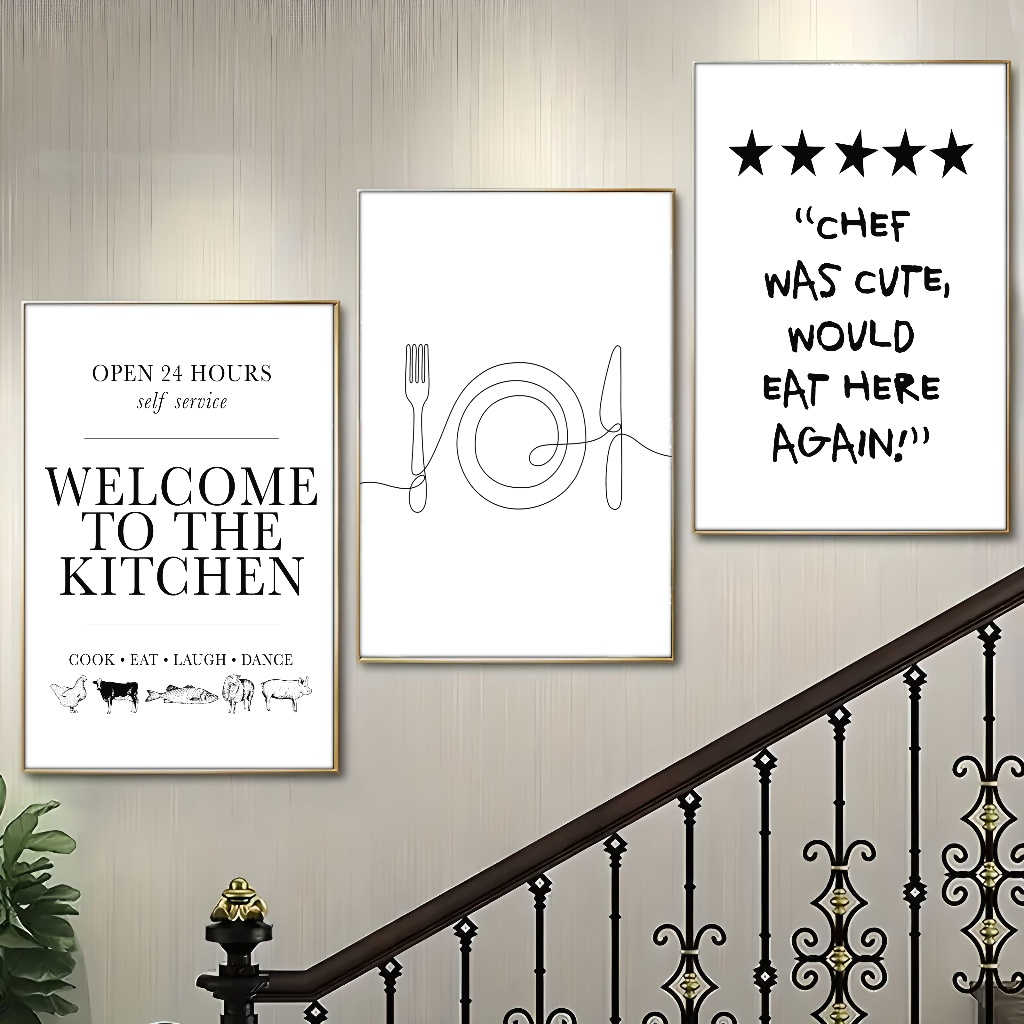 OPEN 24 HOURS
self service
WELCOME
TO THE
KITCHEN
COOK • EAT • LAUGH • DANCE
★★★★★
“CHEF
WAS CUTE,
WOULD
EAT HERE
AGAIN!”